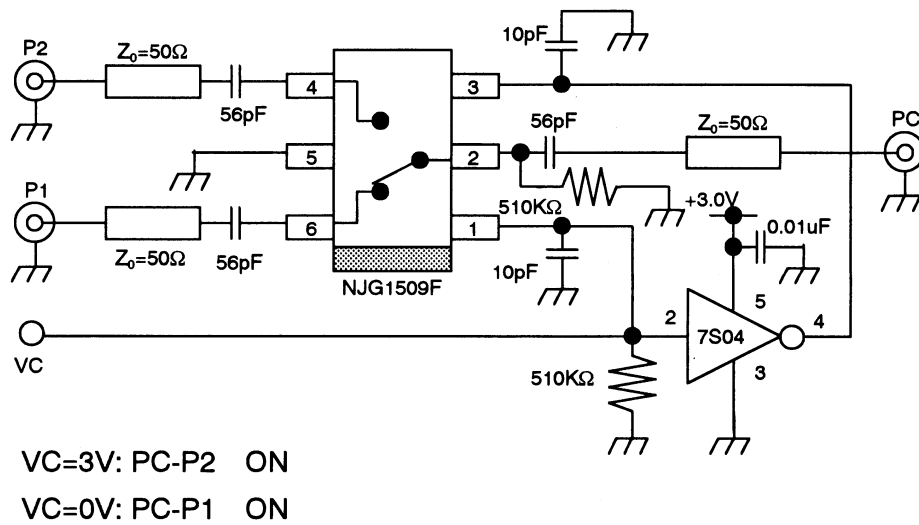 P2
Z₀=50Ω
56pF
4
3
10pF
5
2
56pF
Z₀=50Ω
PC
P1
Z₀=50Ω
56pF
6
1
510KΩ
10pF
+3.0V
0.01uF
NJG1509F
VC
2
7S04
5
4
3
510KΩ
VC=3V: PC-P2 ON
VC=0V: PC-P1 ON